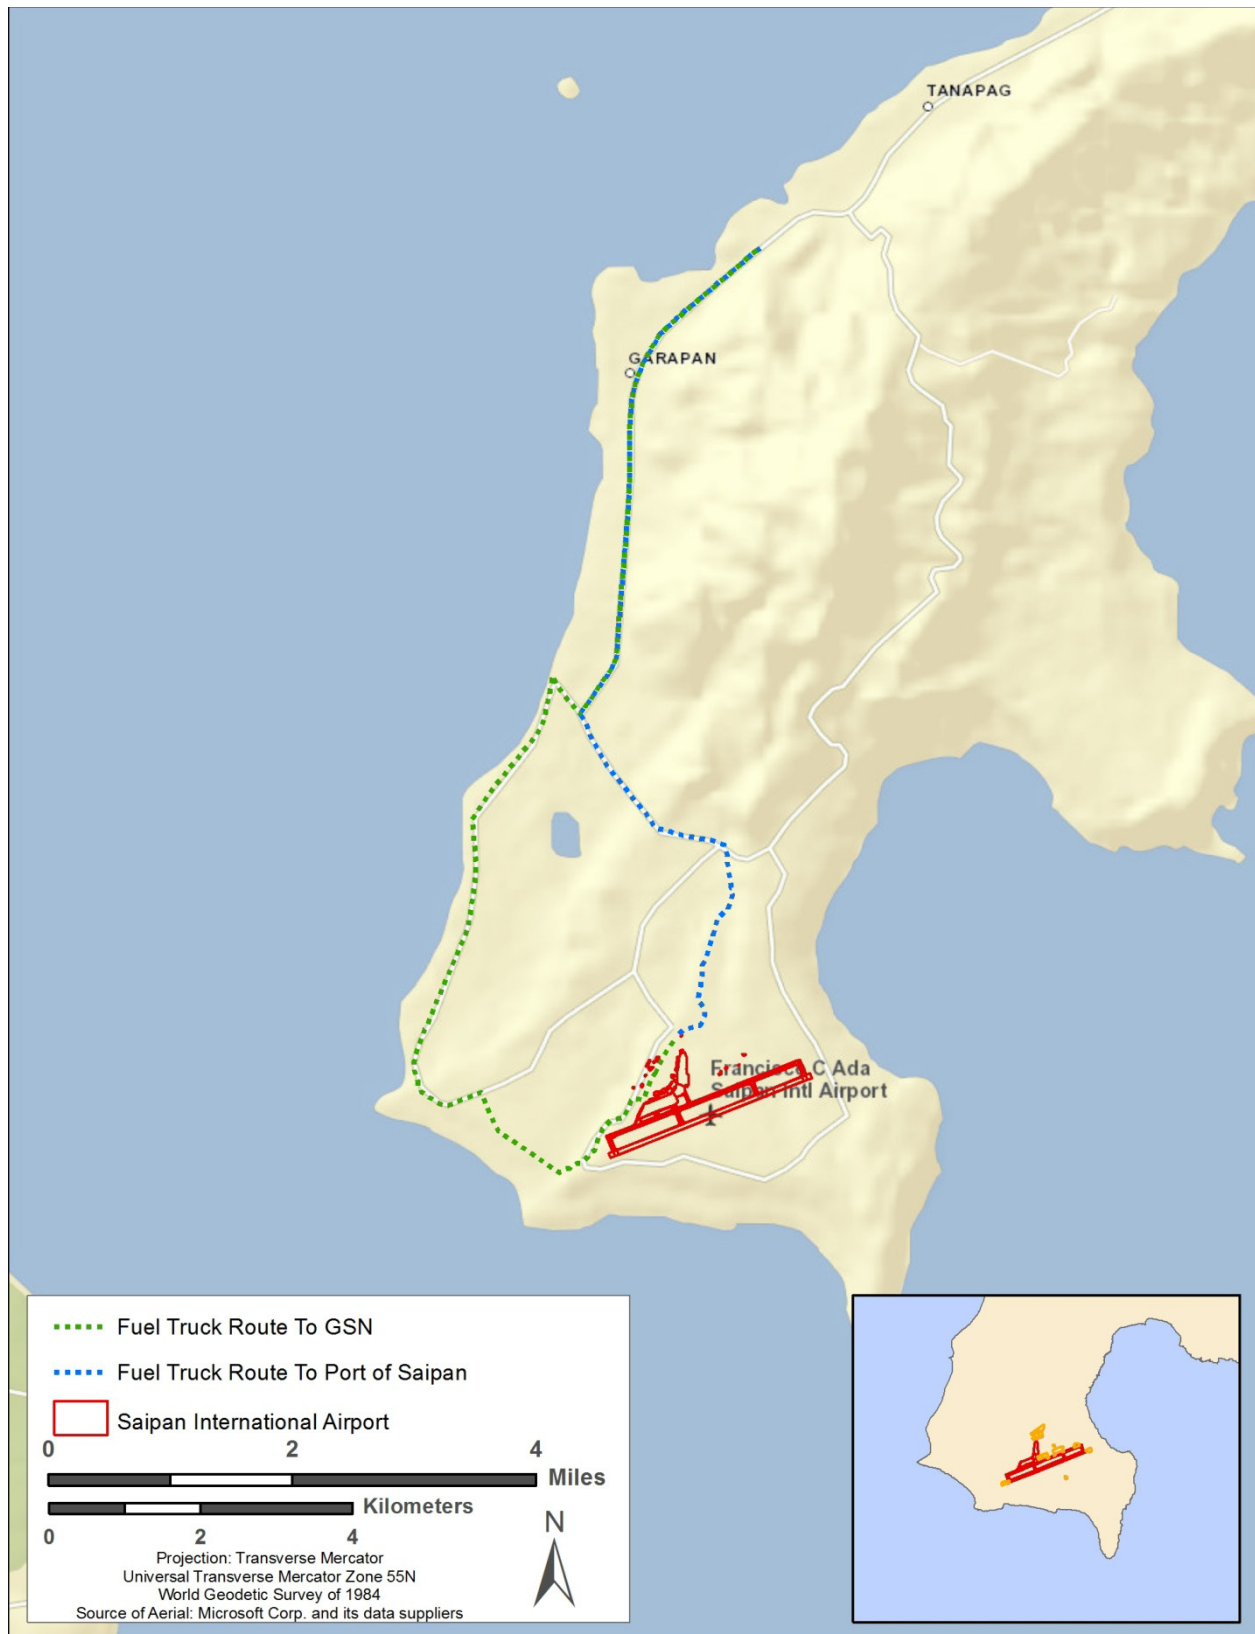 TANAPAG
GARAPAN
Francisco C Ada
Saipan Intl Airport
Fuel Truck Route To GSN
Fuel Truck Route To Port of Saipan
Saipan International Airport
0 2 4
Miles
Kilometers
0 2 4
N
Projection: Transverse Mercator
Universal Transverse Mercator Zone 55N
World Geodetic Survey of 1984
Source of Aerial: Microsoft Corp. and its data suppliers